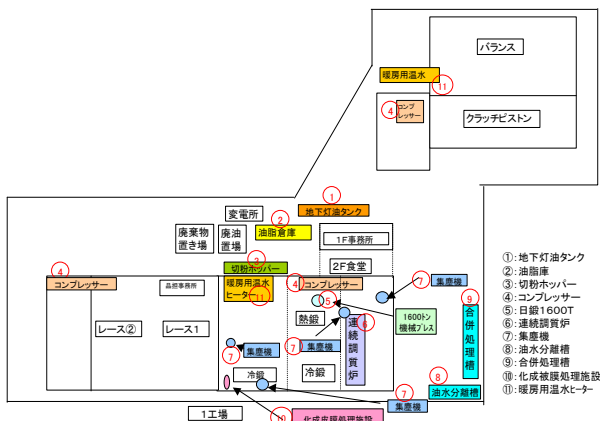 バランス
暖房用温水
⑪
④
コンプ
レッサー
クラッチピストン
①
変電所
②
地下灯油タンク
廃棄物
置き場
廃油
置場
油脂倉庫
1F事務所
③
切粉ホッパー
2F食堂
④
コンプレッサー
品担事務所
暖房用温水
ヒーター
⑪
④
コンプレッサー
⑤
⑦
集塵機
⑨
合併処理槽
レース②
レース1
熱鍛
⑥
連続調質炉
1600トン
機械プレス
⑦
集塵機
⑦
集塵機
冷鍛
冷鍛
⑧
油水分離槽
⑦
集塵機
1工場
⑩
化成皮膜処理施設
①:地下灯油タンク
②:油脂庫
③:切粉ホッパー
④:コンプレッサー
⑤:日鍛1600T
⑥:連続調質炉
⑦:集塵機
⑧:油水分離槽
⑨:合併処理槽
⑩:化成被膜処理施設
⑪:暖房用温水ヒーター